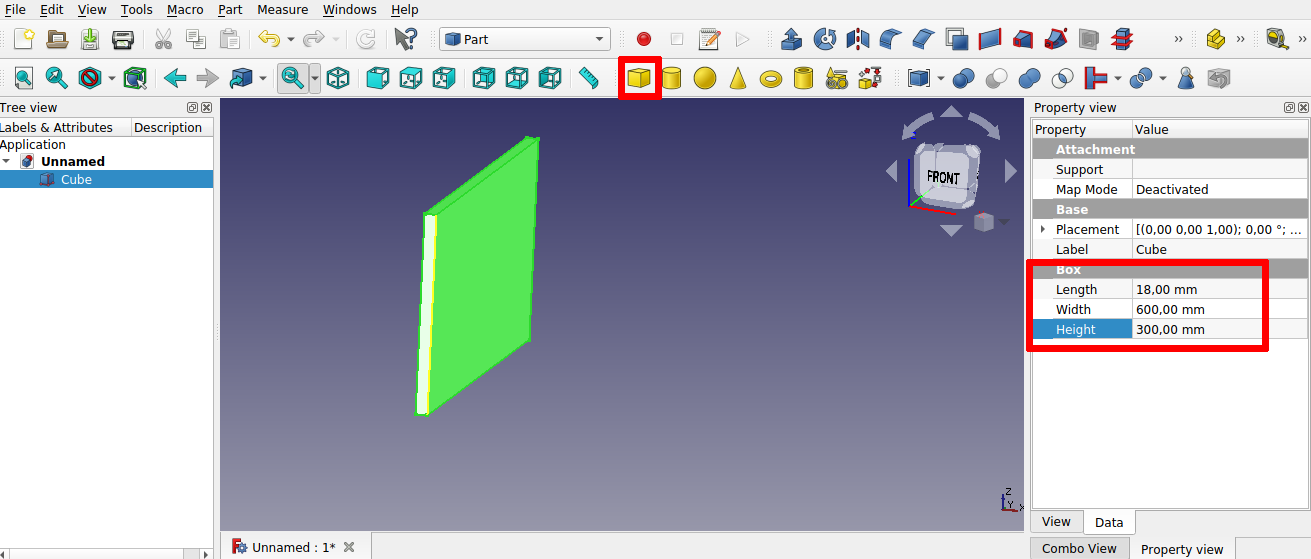 File Edit View Tools Macro Part Measure Windows Help
Part
Tree view
Labels & Attributes Description
Application
Unnamed
Cube
FRONT
Z
Y
X
Unnamed : 1*
Property view
Property Value
Attachment
Support
Map Mode Deactivated
Base
Placement [(0,00 0,00 1,00); 0,00 °; ...
Label Cube
Box
Length 18,00 mm
Width 600,00 mm
Height 300,00 mm
View Data
Combo View Property view